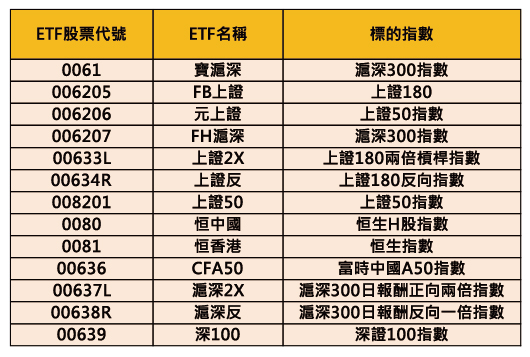 ETF股票代號 ETF名稱 標的指數
0061 寶滬深 滬深300指數
006205 FB上證 上證180
006206 元上證 上證50指數
006207 FH滬深 滬深300指數
00633L 上證2X 上證180兩倍槓桿指數
00634R 上證反 上證180反向指數
008201 上證50 上證50指數
0080 恒中國 恒生H股指數
0081 恒香港 恒生指數
00636 CFA50 富時中國A50指數
00637L 滬深2X 滬深300日報酬正向兩倍指數
00638R 滬深反 滬深300日報酬反向一倍指數
00639 深100 深證100指數